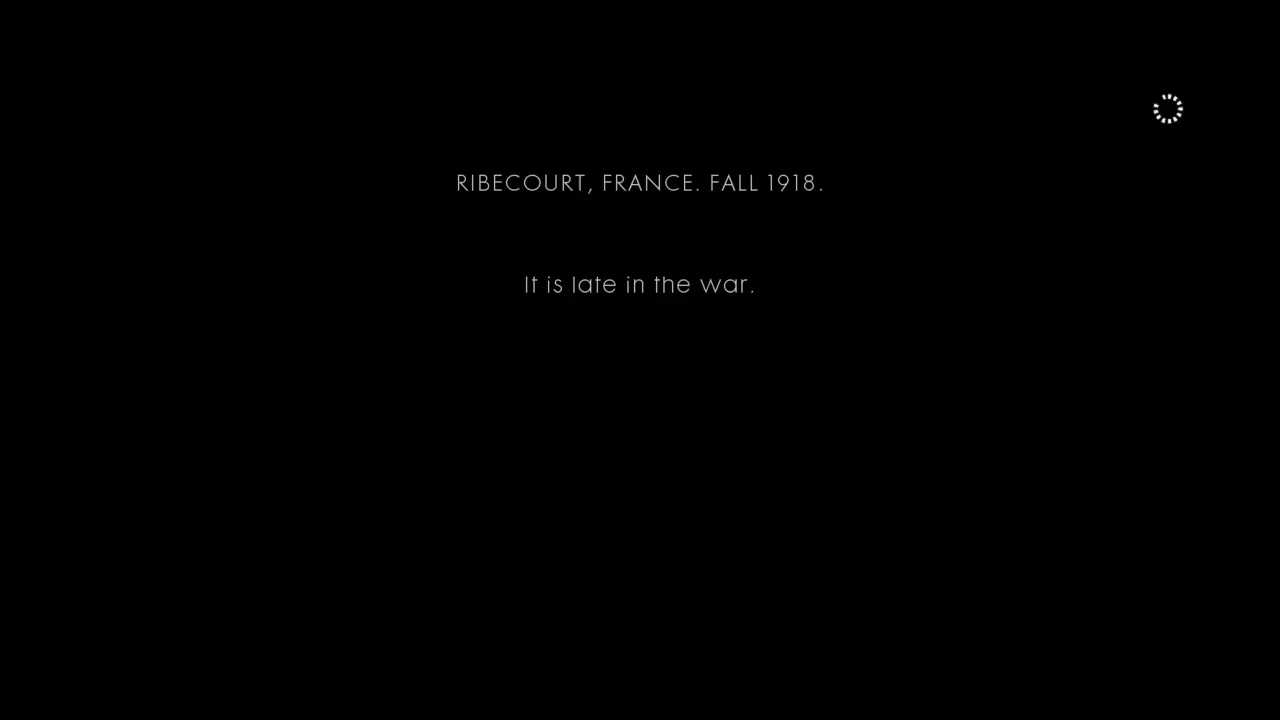 RIBECOURT, FRANCE. FALL 1918.
It is late in the war.